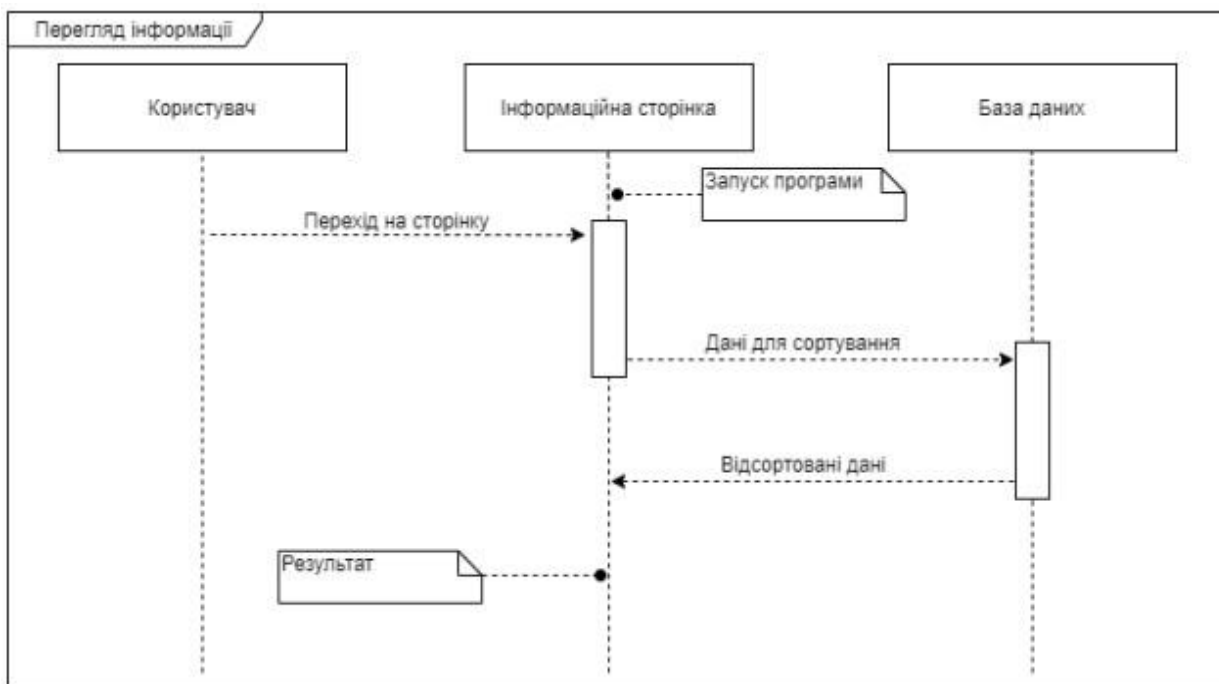 Перегляд інформації
Користувач
Інформаційна сторінка
База даних
Запуск програми
Перехід на сторінку
Дані для сортування
Відсортовані дані
Результат